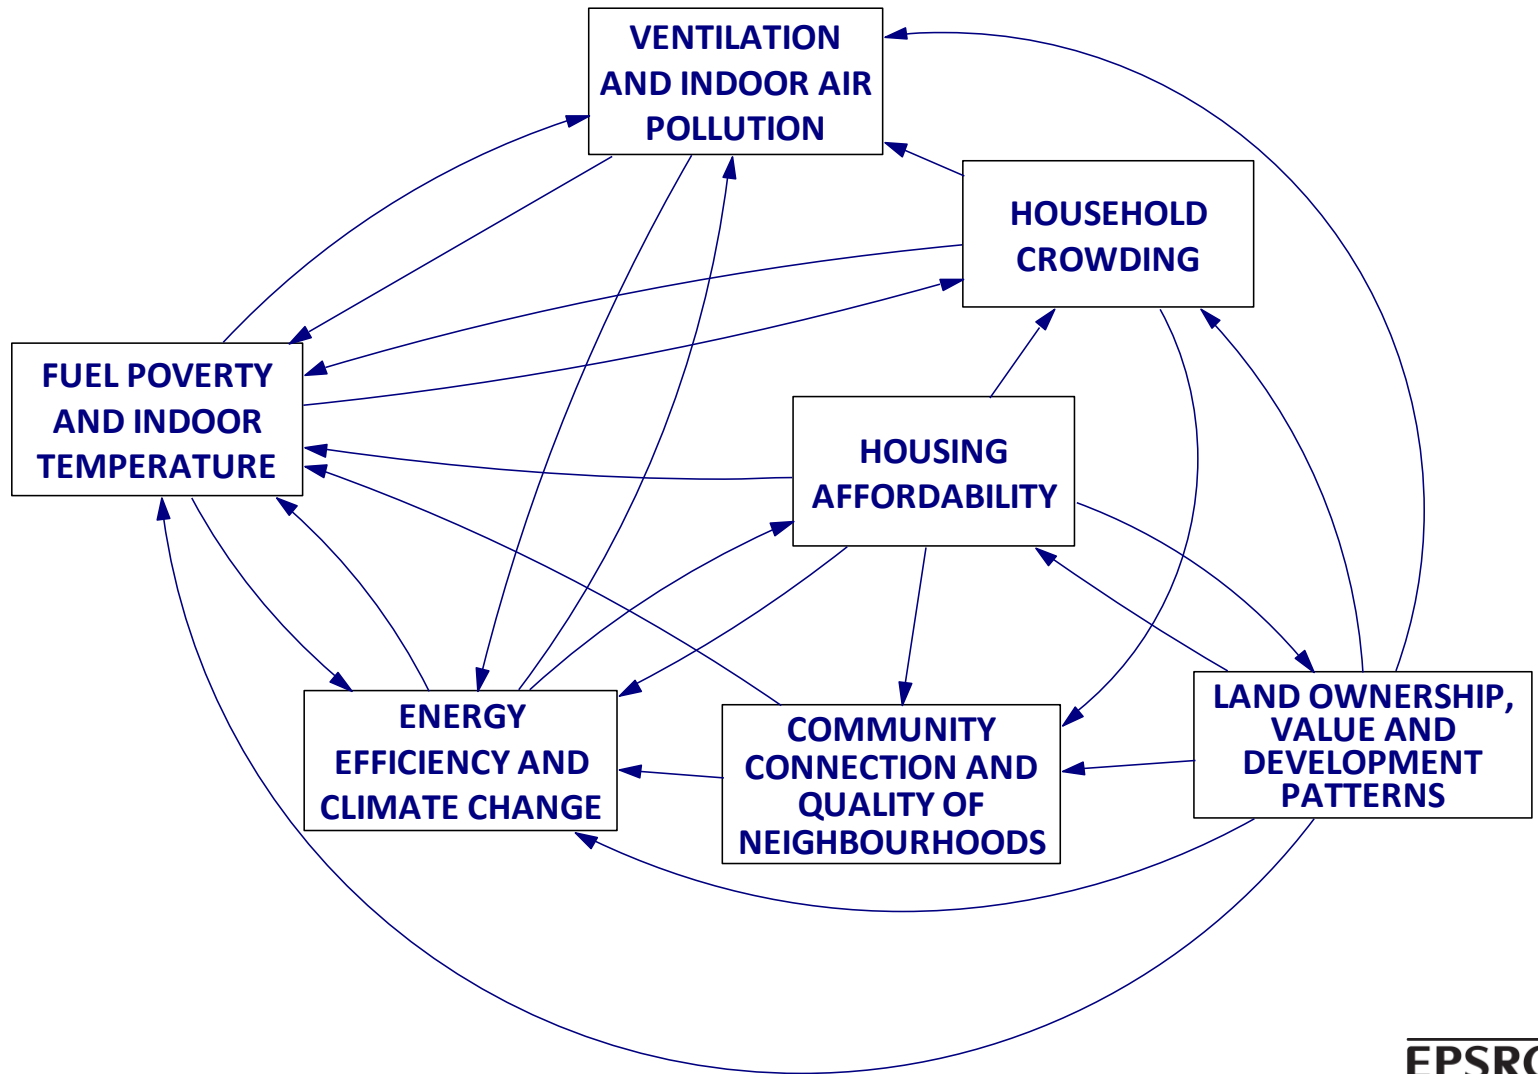 VENTILATION
AND INDOOR AIR
POLLUTION
HOUSEHOLD
CROWDING
FUEL POVERTY
AND INDOOR
TEMPERATURE
HOUSING
AFFORDABILITY
ENERGY
EFFICIENCY AND
CLIMATE CHANGE
COMMUNITY
CONNECTION AND
QUALITY OF
NEIGHBOURHOODS
LAND OWNERSHIP,
VALUE AND
DEVELOPMENT
PATTERNS
EPSRC